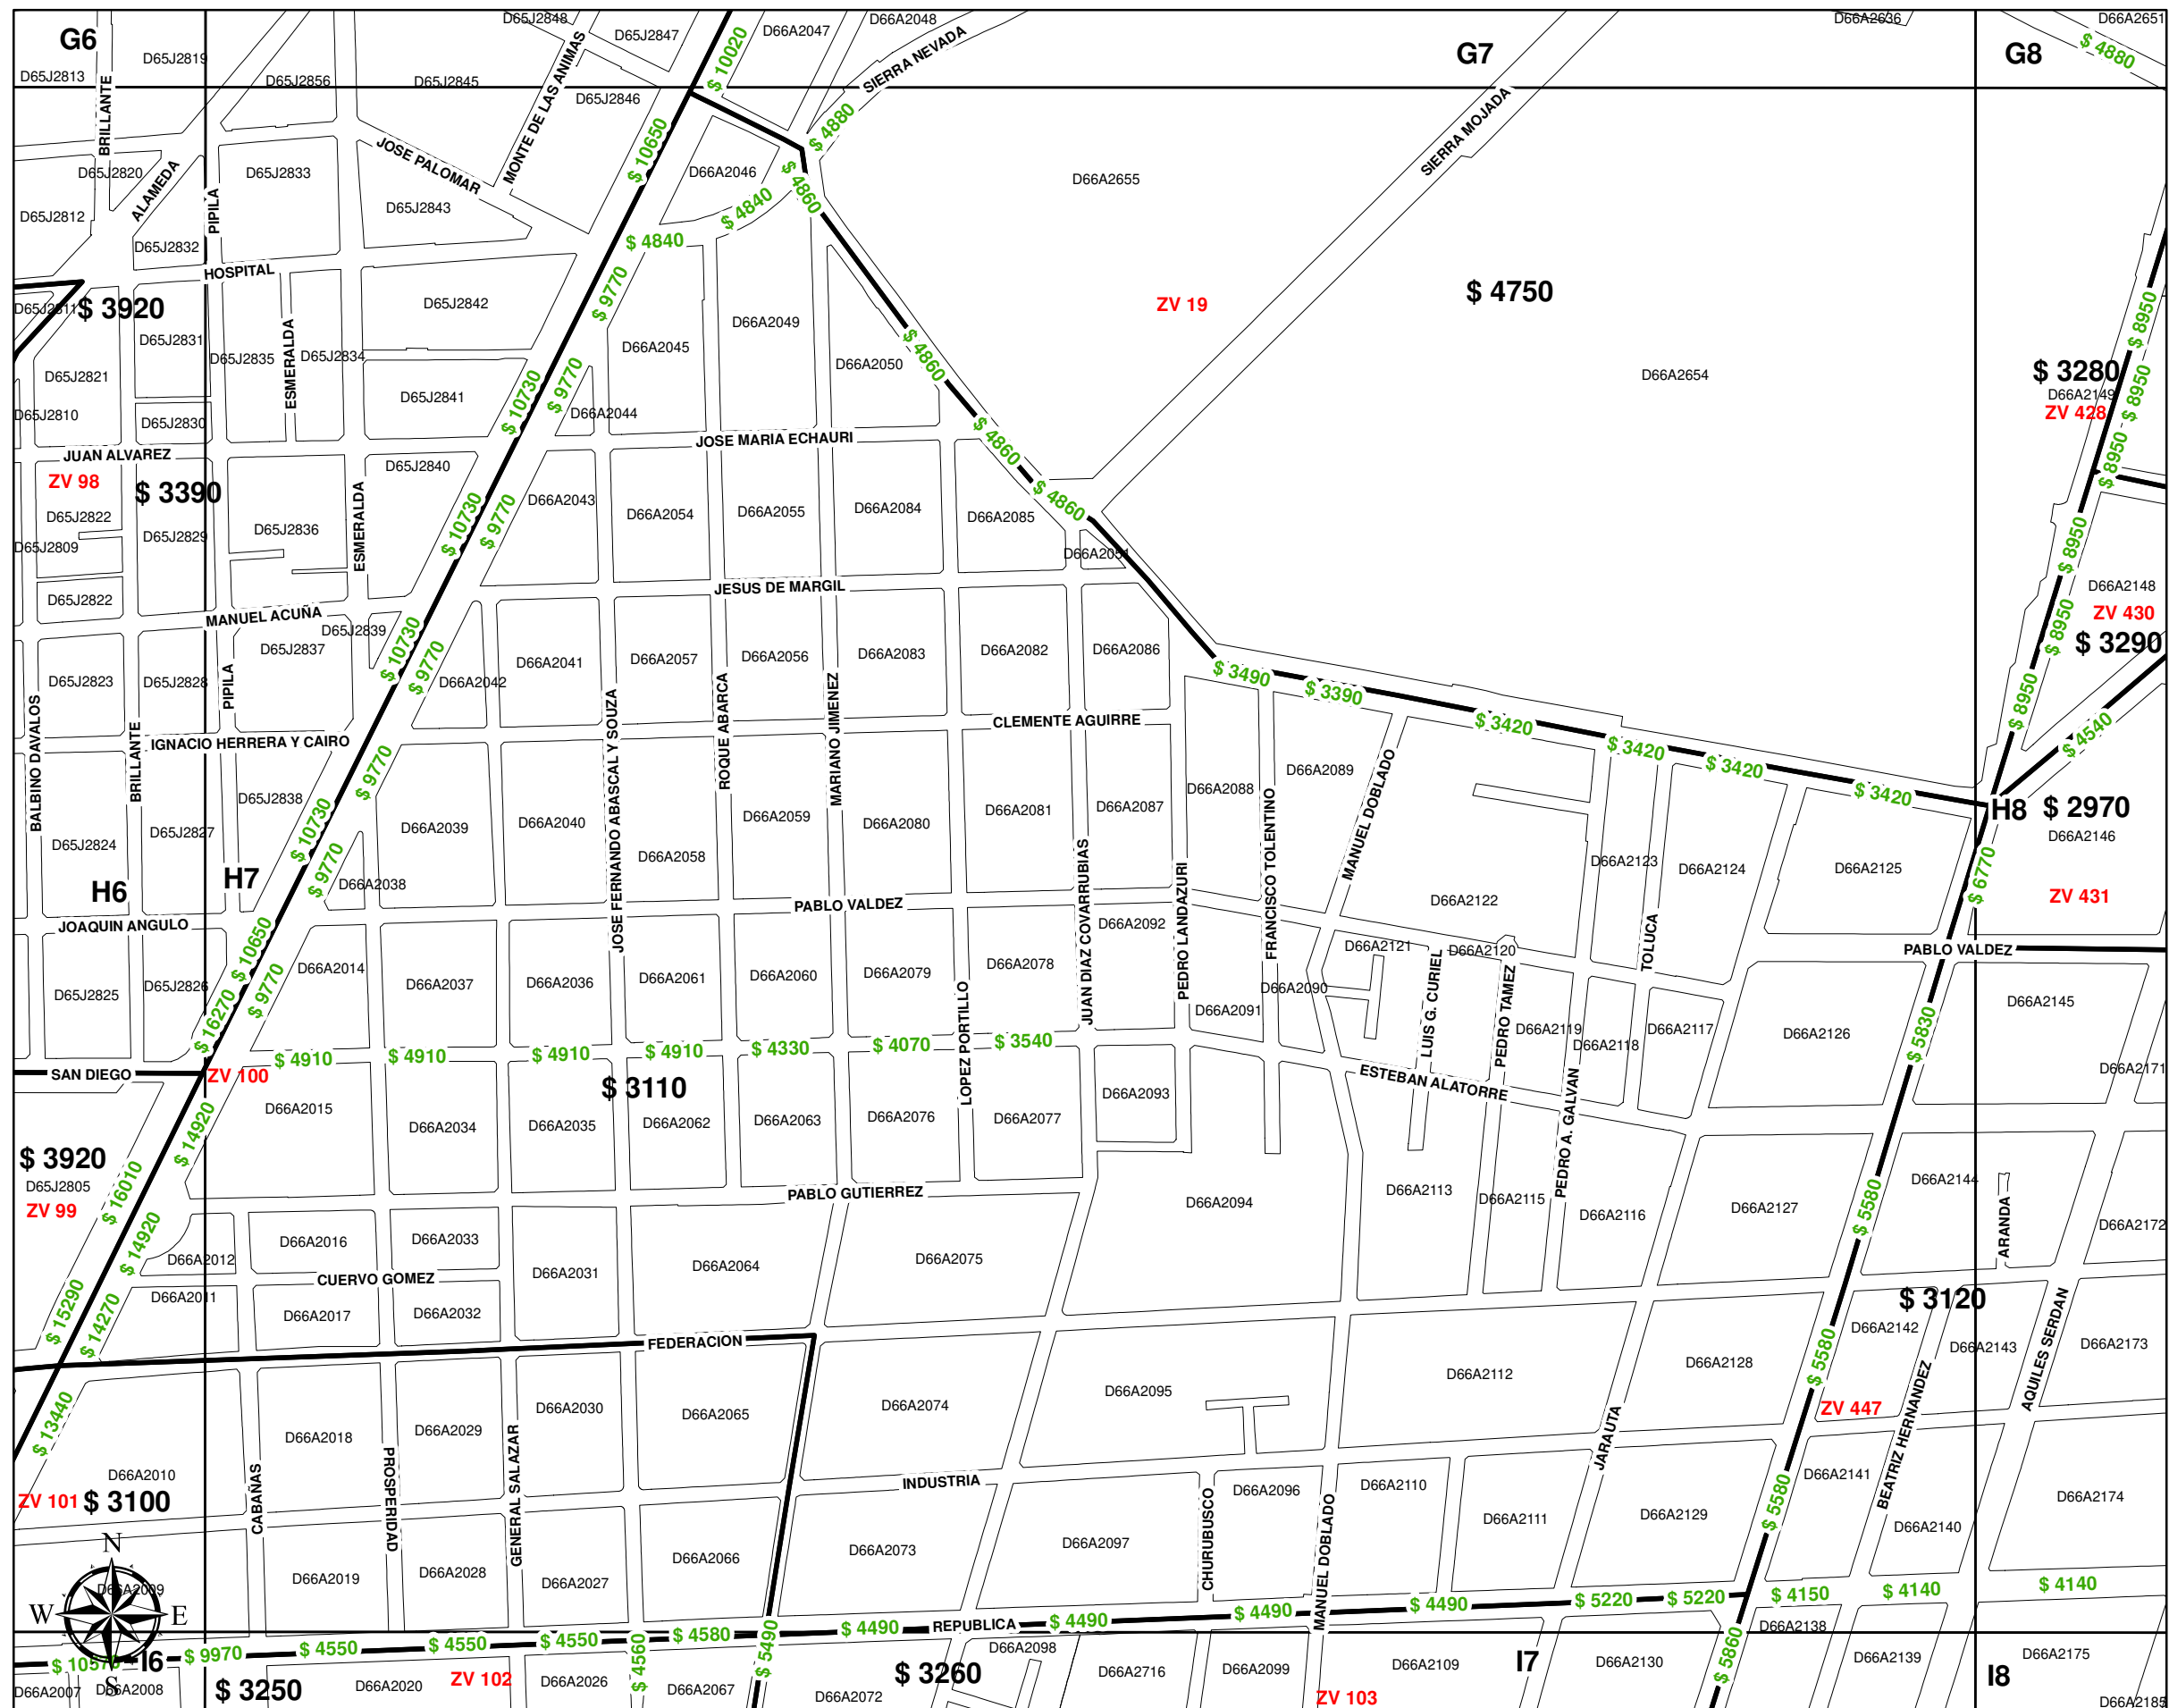 G6
D65J2848
D65J2847
$ 10020
D66A2047
D66A2048
SIERRA NEVADA
G7
D66A2636
G8
D66A2651
$ 4880
D65J2813
D65J2819
BRILLANTE
D65J2856
D65J2845
MONTE DE LAS ANIMAS
D65J2846
$ 4880
SIERRA MOJADA
$ 10650
JOSE PALOMAR
D65J2820
ALAMEDA
D65J2833
D66A2046
D66A2655
$ 4860
$ 4840
D65J2812
PIPILA
D65J2843
D65J2832
$ 4840
HOSPITAL
$ 9770
D65J2811
$ 3920
D65J2842
ZV 19
$ 4750
$ 8950
D65J2831
D65J2835
ESMERALDA
D65J2834
D66A2045
D66A2049
D66A2050
$ 4860
D66A2654
$ 3280
D66A2149
ZV 428
$ 8950
D65J2821
D65J2810
D65J2830
D65J2841
$ 10730
$ 9770
D66A2044
JOSE MARIA ECHAURI
$ 4860
JUAN ALVAREZ
D65J2840
$ 8950
ZV 98
$ 3390
D65J2822
D65J2829
D65J2836
ESMERALDA
$ 10730
$ 9770
D66A2043
D66A2054
D66A2055
D66A2084
D66A2085
$ 4860
D65J2809
D66A2051
$ 8950
D65J2822
MANUEL ACUÑA
JESUS DE MARGIL
D66A2148
ZV 430
$ 3290
$ 8950
D65J2839
D65J2837
$ 10730
$ 9770
D66A2042
D66A2041
D66A2057
D66A2056
D66A2083
D66A2082
D66A2086
D65J2823
D65J2828
PIPILA
$ 3490
$ 3390
$ 3420
$ 3420
$ 3420
$ 3420
$ 8950
$ 4540
BALBINO DAVALOS
BRILLANTE
IGNACIO HERRERA Y CAIRO
JOSE FERNANDO ABASCAL Y SOUZA
ROQUE ABARCA
MARIANO JIMENEZ
CLEMENTE AGUIRRE
$ 9770
D65J2838
D66A2088
D66A2089
MANUEL DOBLADO
H8
$ 2970
D66A2146
D65J2824
D65J2827
$ 10730
D66A2039
D66A2040
D66A2058
D66A2059
D66A2080
D66A2081
D66A2087
JUAN DIAZ COVARRUBIAS
PEDRO LANDAZURI
FRANCISCO TOLENTINO
D66A2123
D66A2124
D66A2125
$ 6770
ZV 431
H6
H7
$ 9770
D66A2038
PABLO VALDEZ
D66A2122
JOAQUIN ANGULO
D66A2092
$ 10650
D66A2121
D66A2120
TOLUCA
PABLO VALDEZ
D65J2825
D65J2826
$ 16270
$ 9770
D66A2014
D66A2037
D66A2036
D66A2061
D66A2060
D66A2079
LOPEZ PORTILLO
D66A2078
D66A2091
D66A2090
LUIS G. CURIEL
PEDRO TAMEZ
D66A2119
D66A2118
D66A2117
D66A2126
$ 5830
D66A2145
D66A2171
SAN DIEGO
ZV 100
$ 4910
$ 4910
$ 4910
$ 4910
$ 4330
$ 4070
$ 3540
$ 3110
ESTEBAN ALATORRE
PEDRO A. GALVAN
D66A2015
D66A2034
D66A2035
D66A2062
D66A2063
D66A2076
D66A2077
D66A2093
$ 14920
$ 3920
D65J2805
ZV 99
$ 16010
PABLO GUTIERREZ
D66A2094
D66A2113
D66A2115
D66A2116
D66A2127
$ 5580
D66A2144
ARANDA
D66A2172
$ 14920
D66A2012
D66A2016
D66A2033
D66A2031
D66A2064
D66A2075
CUERVO GOMEZ
D66A2011
$ 15290
$ 14270
D66A2017
D66A2032
FEDERACION
$ 3120
D66A2142
D66A2143
AQUILES SERDAN
D66A2173
$ 5580
D66A2112
D66A2128
$ 13440
D66A2018
D66A2029
D66A2030
D66A2065
D66A2074
D66A2095
JARAUTA
ZV 447
BEATRIZ HERNANDEZ
D66A2010
ZV 101
$ 3100
CABAÑAS
PROSPERIDAD
GENERAL SALAZAR
INDUSTRIA
CHURUBUSCO
D66A2096
D66A2110
D66A2111
D66A2129
$ 5580
D66A2141
D66A2140
D66A2174
N
W
E
S
D66A2009
D66A2019
D66A2028
D66A2027
D66A2066
D66A2073
D66A2097
MANUEL DOBLADO
$ 10570
I6
$ 9970
$ 4550
$ 4550
$ 4550
$ 4560
$ 4580
$ 5490
$ 4490
REPUBLICA
$ 4490
$ 4490
$ 4490
$ 5220
$ 5220
$ 4150
$ 4140
$ 4140
D66A2138
D66A2007
D66A2008
$ 3250
D66A2020
ZV 102
D66A2026
D66A2067
D66A2072
$ 3260
D66A2098
D66A2716
D66A2099
ZV 103
D66A2109
I7
D66A2130
$ 5860
D66A2139
I8
D66A2175
D66A2185